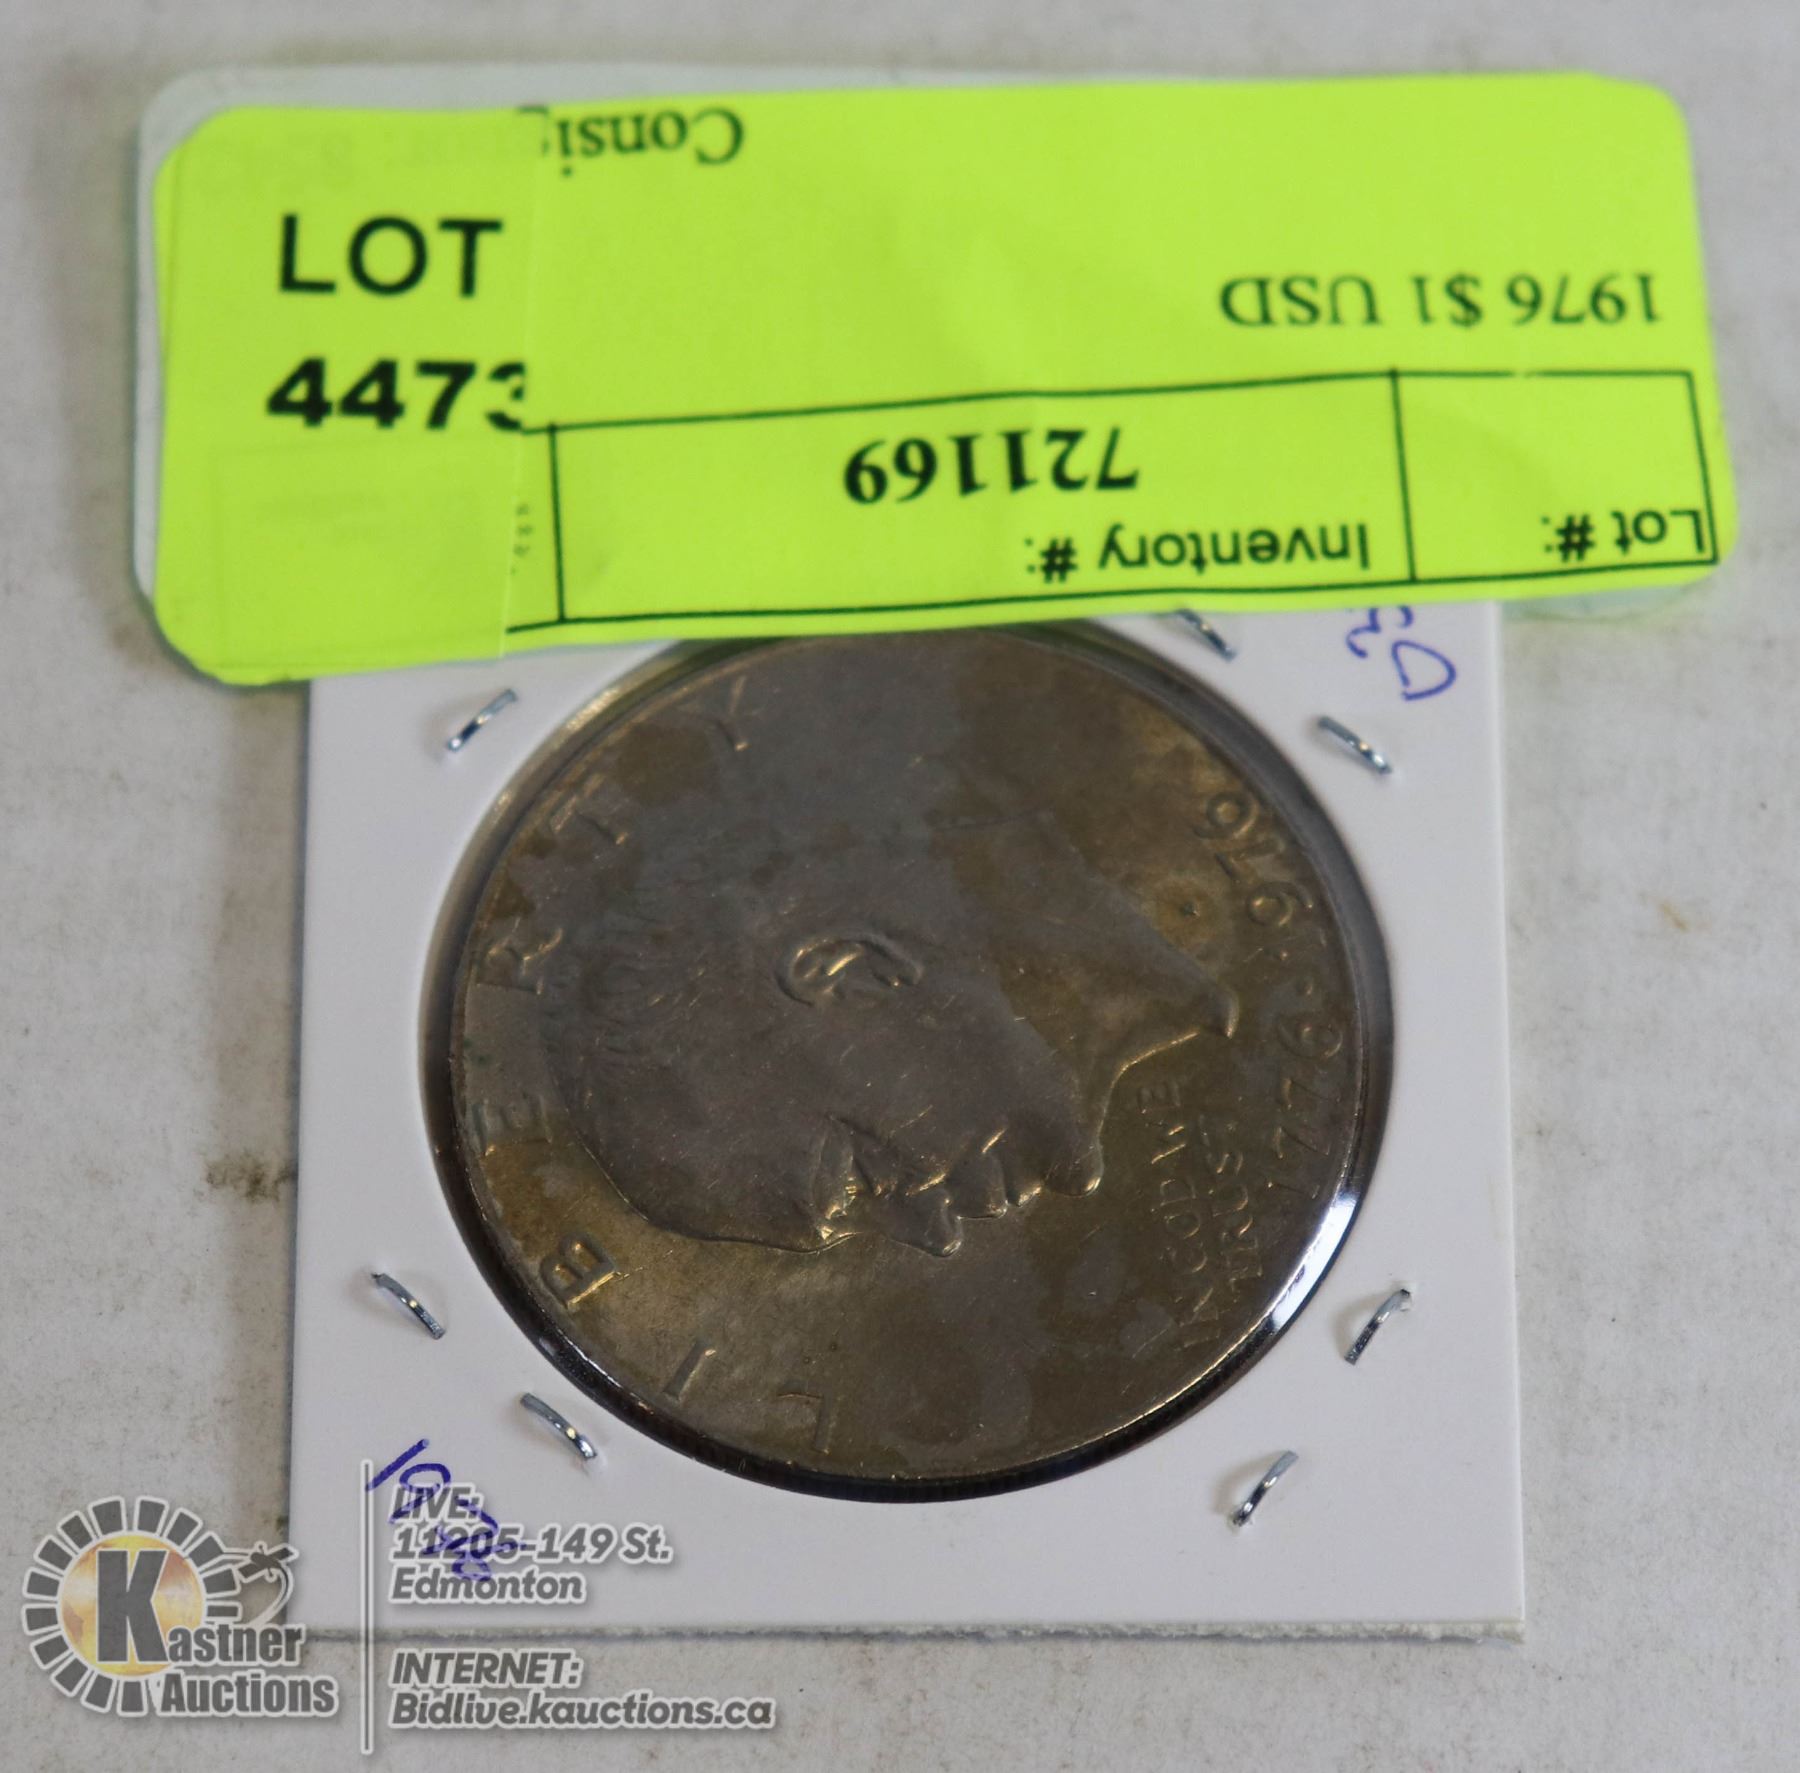 LOT
4473
Consig
1976 $1 USD
721169
Inventory #:
Lot #:
LIBERTY
IN GOD WE
TRUST
1776·1976
LIVE:
11205-149 St.
Edmonton
INTERNET:
Bidlive.kauctions.ca
Kastner
Auctions